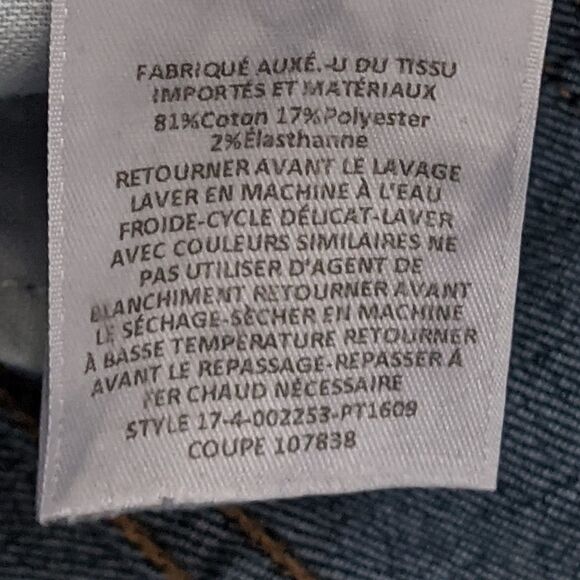 FABRIQUÉ AUXÉ.-U DU TISSU
IMPORTÉS ET MATÉRIAUX
81%Coton 17%Polyester
2%Élasthanne
RETOURNER AVANT LE LAVAGE
LAVER EN MACHINE À L'EAU
FROIDE-CYCLE DÉLICAT-LAVER
AVEC COULEURS SIMILAIRES NE
PAS UTILISER D'AGENT DE
BLANCHIMENT RETOURNER AVANT
LE SÉCHAGE-SÉCHER EN MACHINE
À BASSE TEMPÉRATURE RETOURNER
AVANT LE REPASSAGE-REPASSER À
FER CHAUD NÉCESSAIRE
STYLE 17-4-002253-PT1609
COUPE 107838